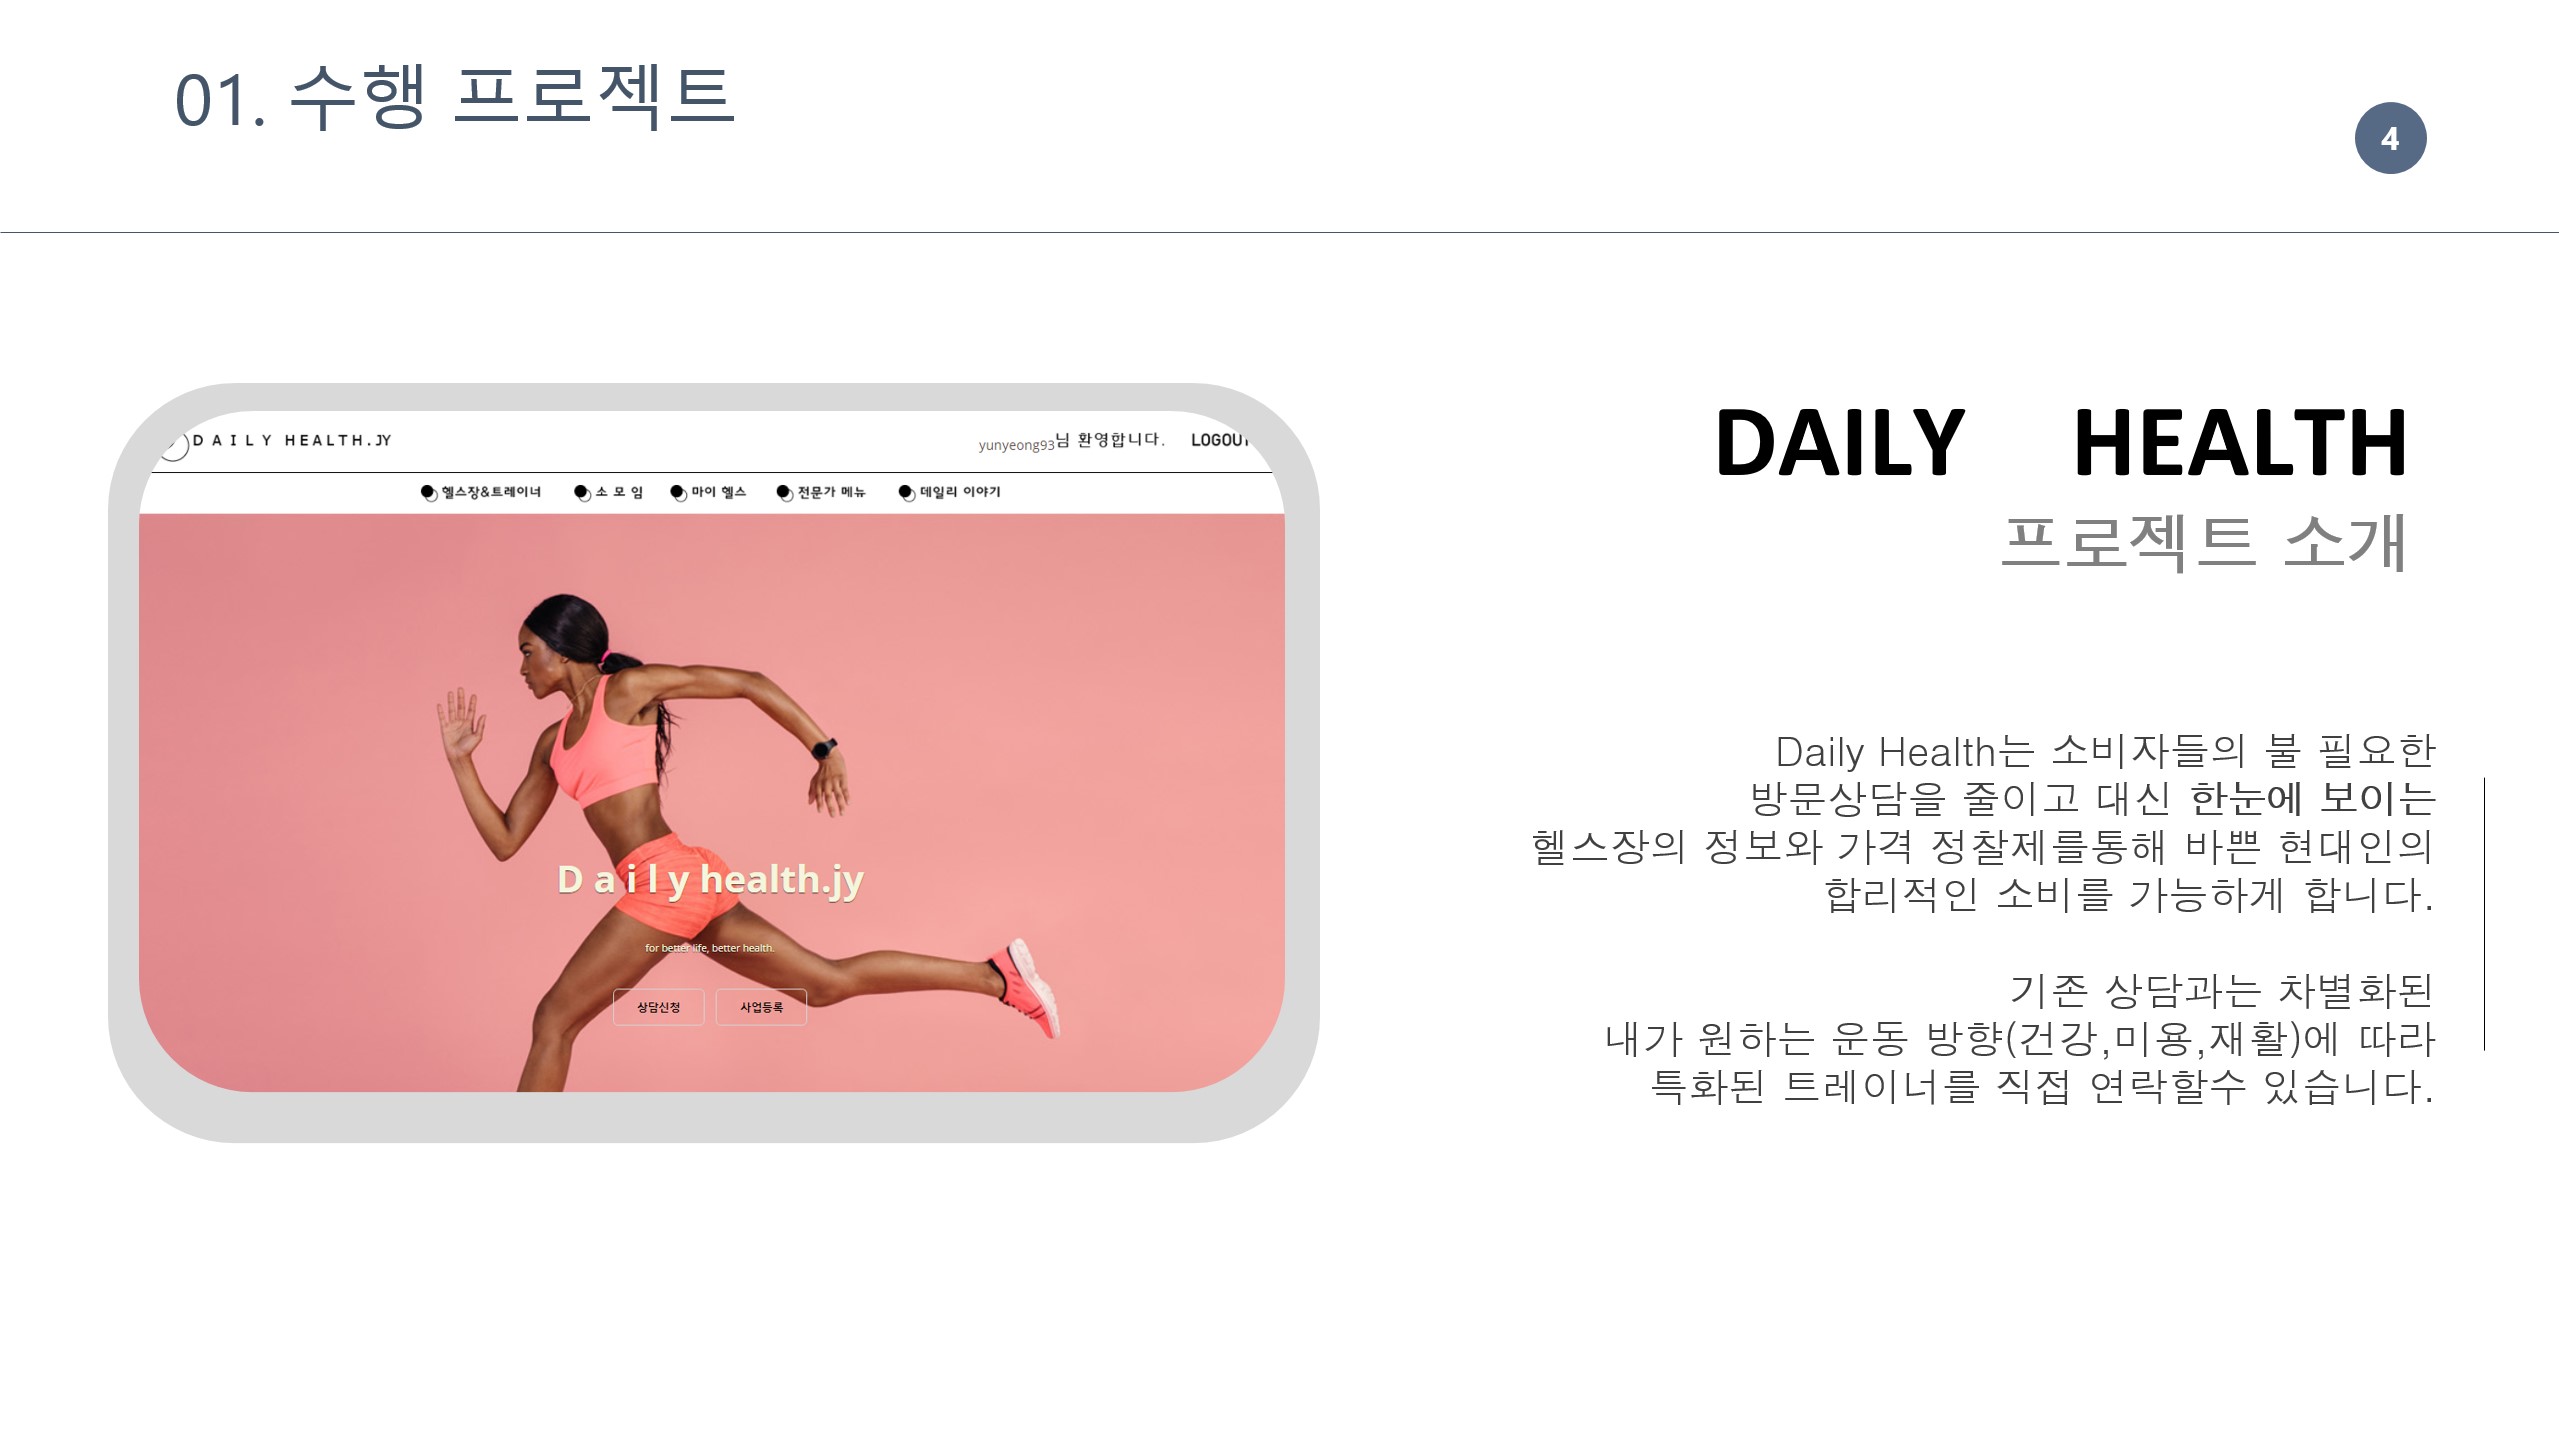 01. 수행 프로젝트
4
DAILY HEALTH.JY
yunyeong93님 환영합니다. LOGOUT
헬스장&트레이너 소 모 임 마이 헬스 전문가 메뉴 데일리 이야기
D a i l y health.jy
for better life, better health.
상담신청 사업등록
DAILY HEALTH
프로젝트 소개
Daily Health는 소비자들의 불 필요한
방문상담을 줄이고 대신 한눈에 보이는
헬스장의 정보와 가격 정찰제를통해 바쁜 현대인의
합리적인 소비를 가능하게 합니다.
기존 상담과는 차별화된
내가 원하는 운동 방향(건강,미용,재활)에 따라
특화된 트레이너를 직접 연락할수 있습니다.